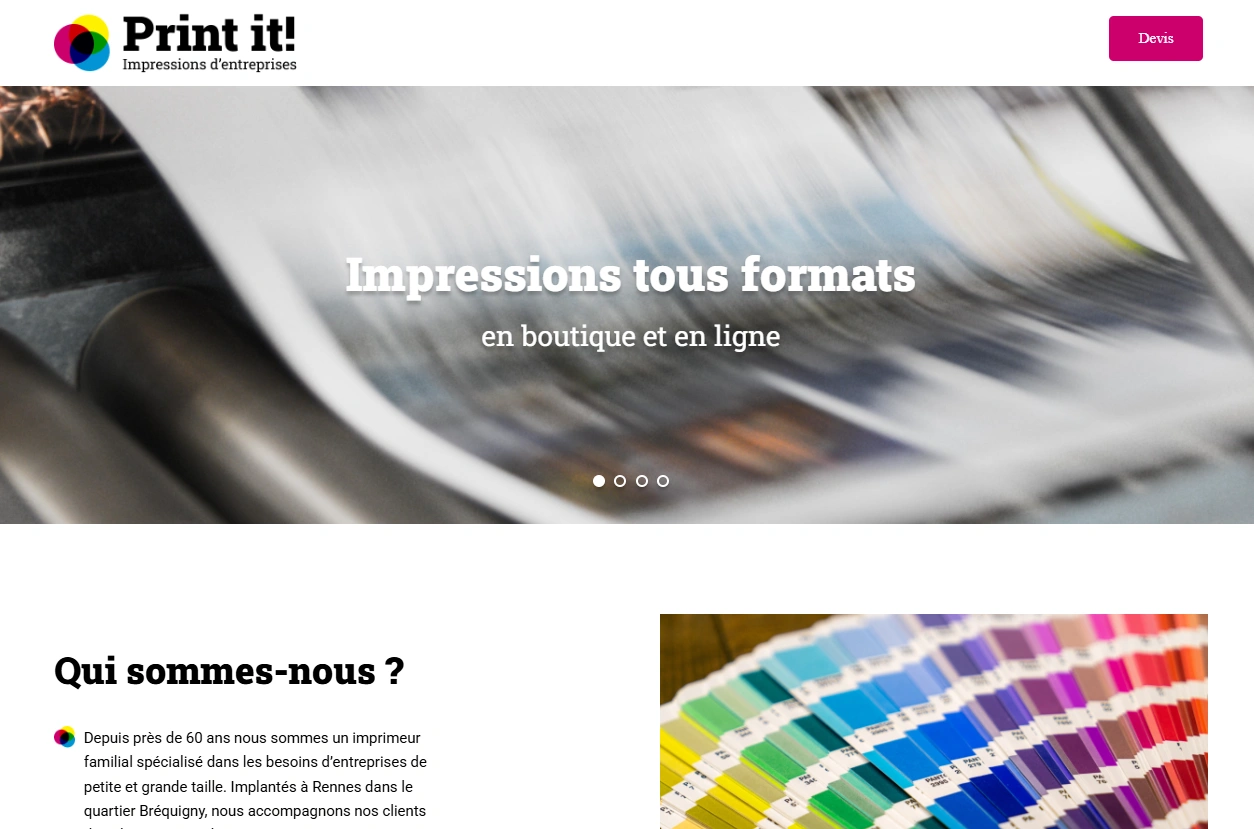 Print it!
Impressions d’entreprises
Devis
Impressions tous formats
en boutique et en ligne
Qui sommes-nous ?
Depuis près de 60 ans nous sommes un imprimeur
familial spécialisé dans les besoins d’entreprises de
petite et grande taille. Implantés à Rennes dans le
quartier Bréquigny, nous accompagnons nos clients